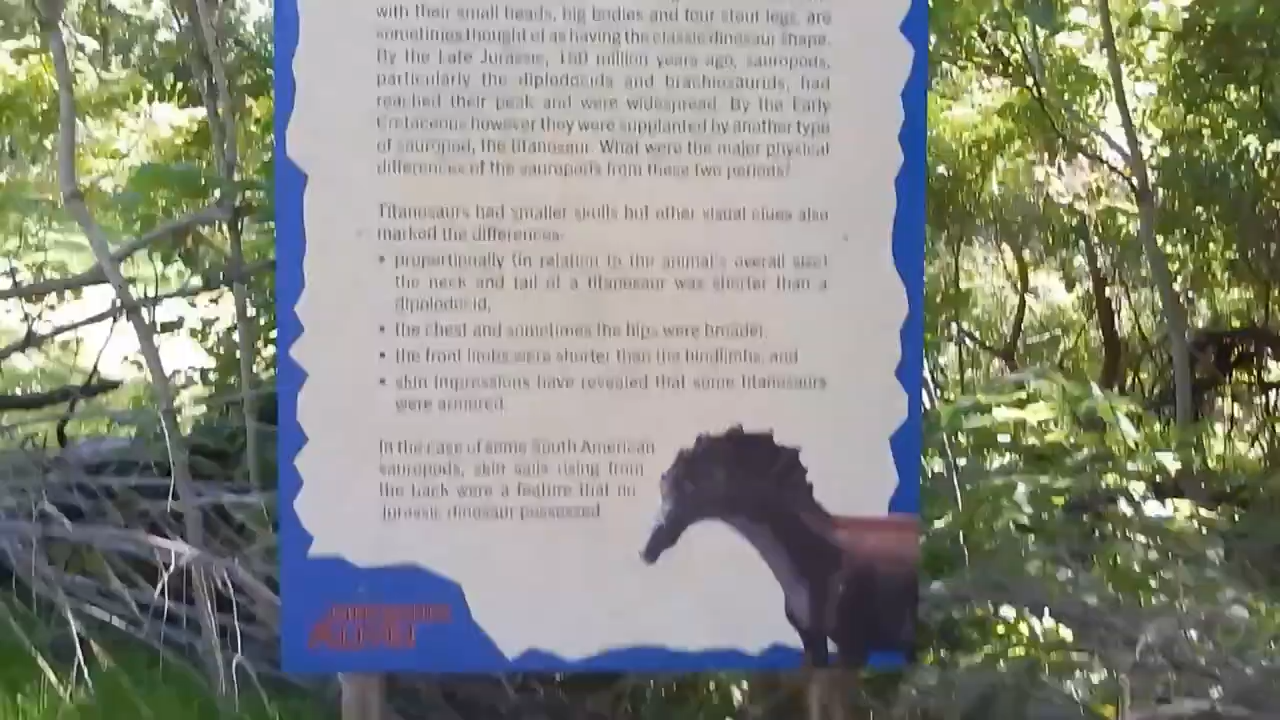 with their small heads, big bodies and four stout legs, are
sometimes thought of as having the classic dinosaur shape.
By the Late Jurassic, 150 million years ago, sauropods,
particularly the diplodocids and brachiosaurids, had
reached their peak and were widespread. By the Early
Cretaceous however they were supplanted by another type
of sauropod, the titanosaur. What were the major physical
differences of the sauropods from these two periods?
Titanosaurs had smaller skulls but other visual clues also
marked the differences:
• proportionally (in relation to the animal's overall size)
the neck and tail of a titanosaur was shorter than a
diplodocid,
• the chest and sometimes the hips were broader,
• the front limbs were shorter than the hindlimbs, and
• skin impressions have revealed that some titanosaurs
were armoured.
In the case of some South American
sauropods, skin sails rising from
the back were a feature that no
Jurassic dinosaur possessed.
ALIVE